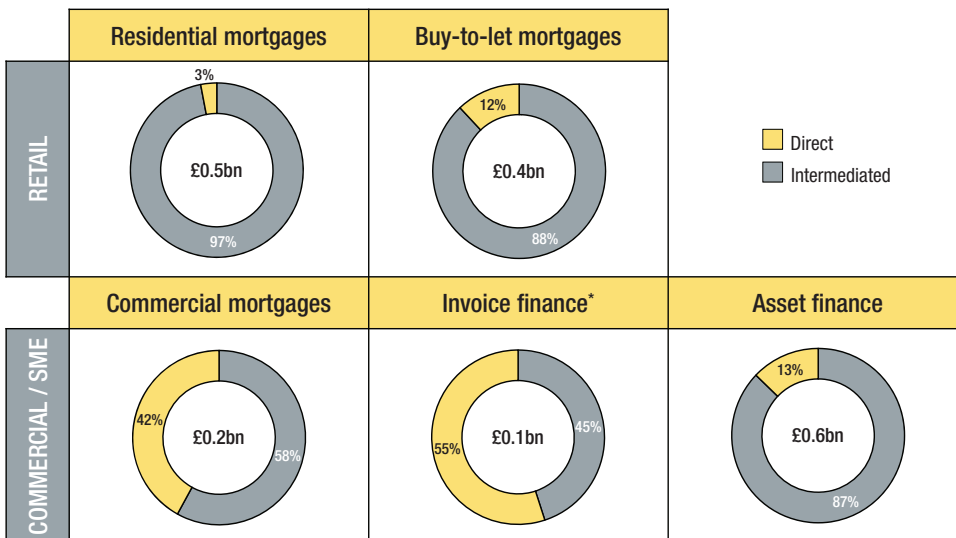 Residential mortgages
Buy-to-let mortgages
RETAIL
3%
£0.5bn
97%
12%
£0.4bn
88%
Direct
Intermediated
Commercial mortgages
Invoice finance*
Asset finance
COMMERCIAL / SME
42%
£0.2bn
58%
55%
£0.1bn
45%
13%
£0.6bn
87%